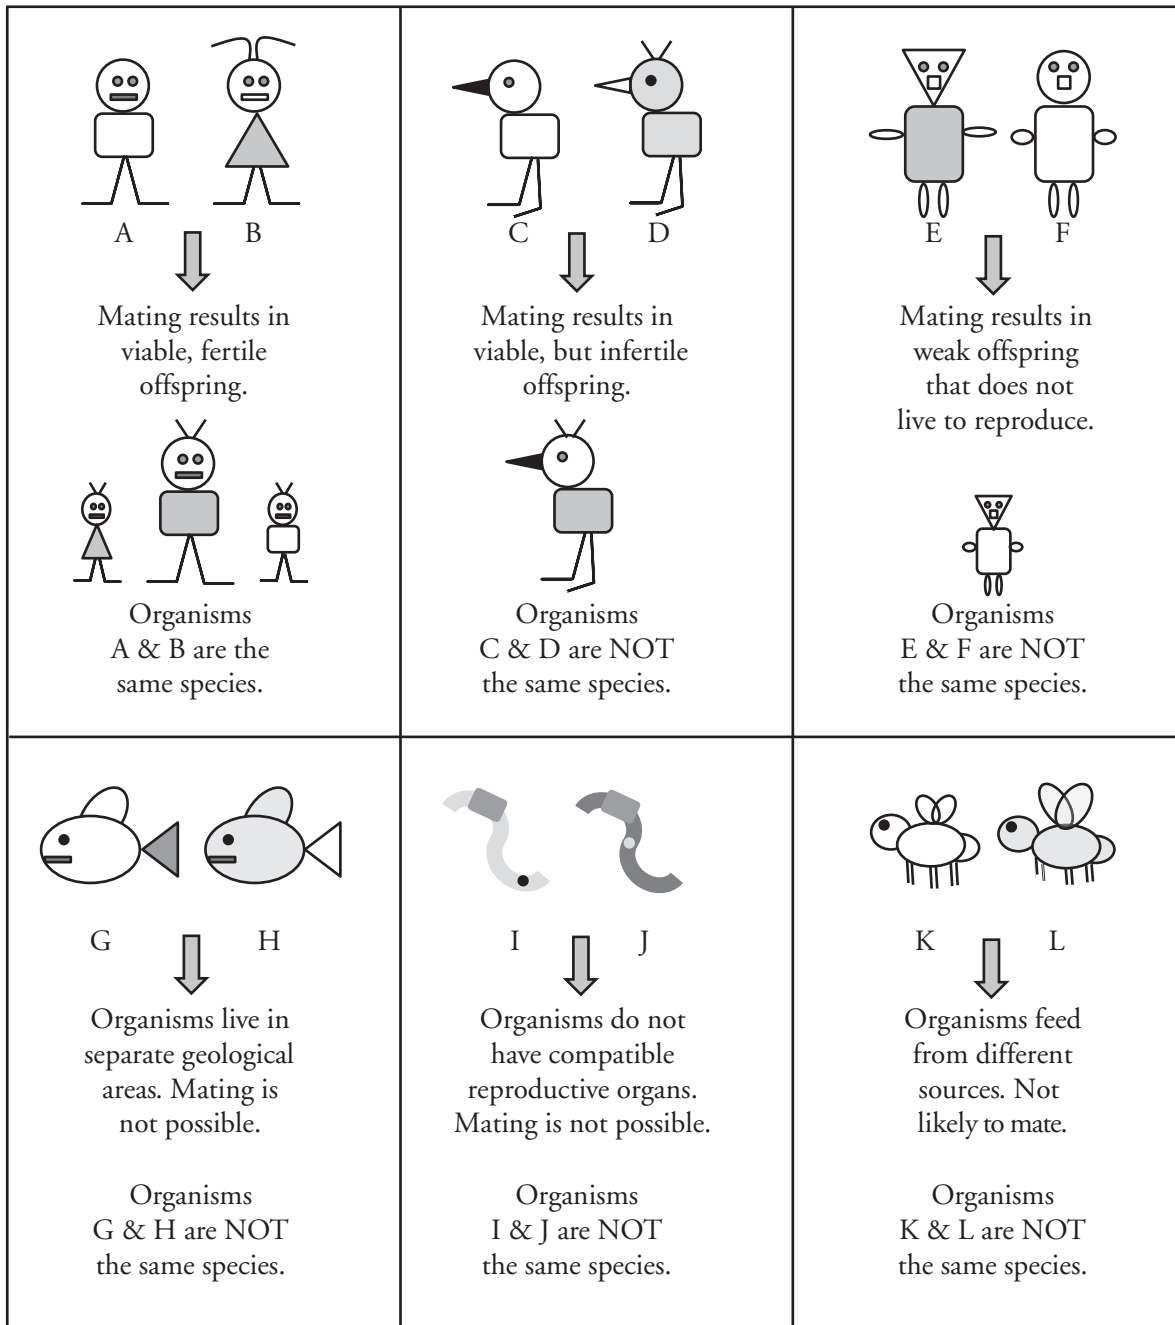 A B
Mating results in
viable, fertile
offspring.
Organisms
A & B are the
same species.
C D
Mating results in
viable, but infertile
offspring.
Organisms
C & D are NOT
the same species.
E F
Mating results in
weak offspring
that does not
live to reproduce.
Organisms
E & F are NOT
the same species.
G H
Organisms live in
separate geological
areas. Mating is
not possible.
Organisms
G & H are NOT
the same species.
I J
Organisms do not
have compatible
reproductive organs.
Mating is not possible.
Organisms
I & J are NOT
the same species.
K L
Organisms feed
from different
sources. Not
likely to mate.
Organisms
K & L are NOT
the same species.